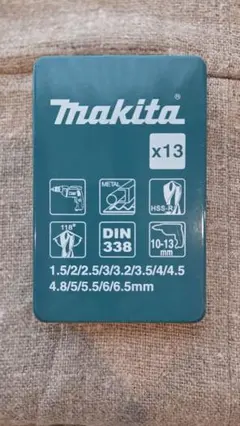 makita®
x13
METAL
HSS-R
118°
DIN
338
10-13
mm
1.5/2/2.5/3/3.2/3.5/4/4.5
4.8/5/5.5/6/6.5mm